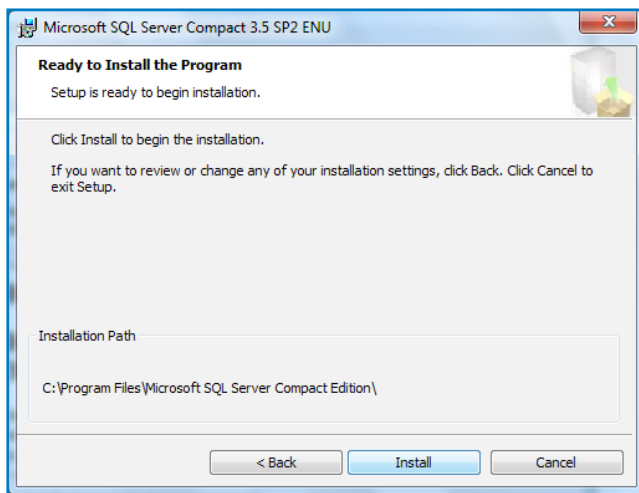 Microsoft SQL Server Compact 3.5 SP2 ENU
Ready to Install the Program
Setup is ready to begin installation.
Click Install to begin the installation.
If you want to review or change any of your installation settings, click Back. Click Cancel to
exit Setup.
Installation Path
C:\Program Files\Microsoft SQL Server Compact Edition\
< Back Install Cancel